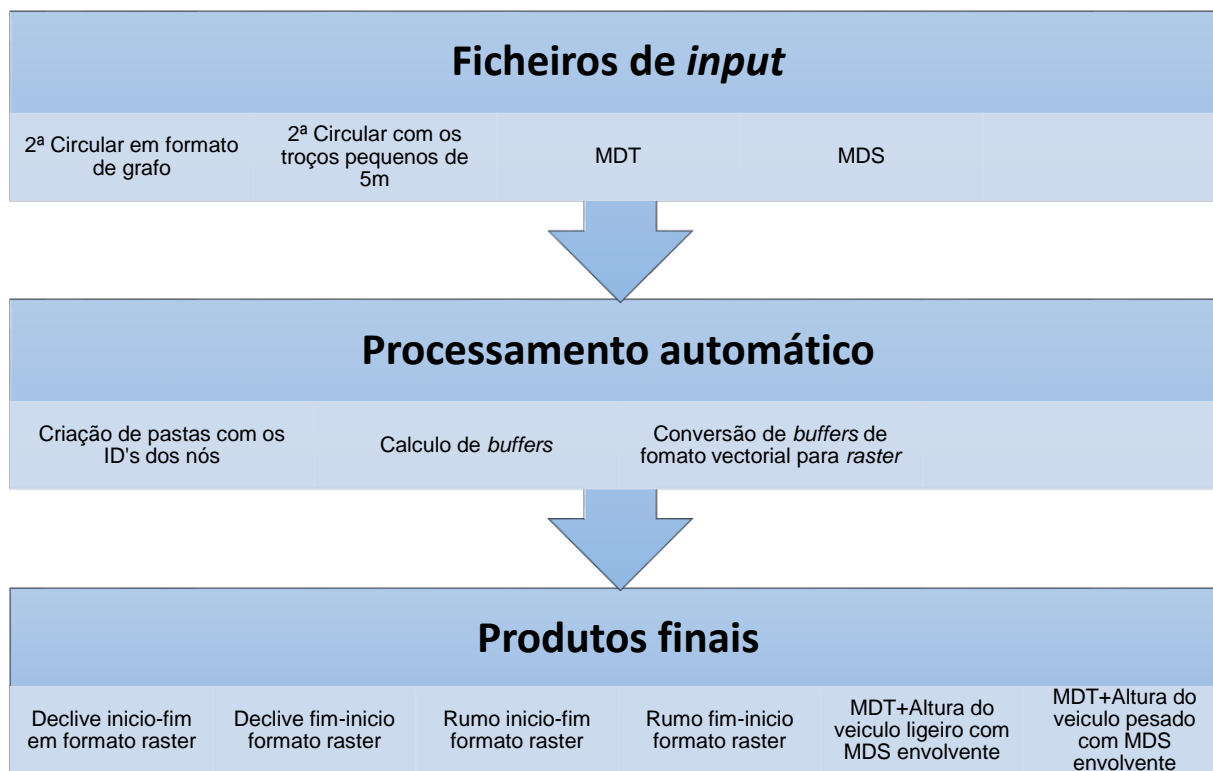 Ficheiros de input
2ª Circular em formato
de grafo
2ª Circular com os
troços pequenos de
5m
MDT
MDS
Processamento automático
Criação de pastas com os
ID's dos nós
Calculo de buffers
Conversão de buffers de
fomato vectorial para raster
Produtos finais
Declive inicio-fim
em formato raster
Declive fim-inicio
formato raster
Rumo inicio-fim
formato raster
Rumo fim-inicio
formato raster
MDT+Altura do
veiculo ligeiro com
MDS envolvente
MDT+Altura do
veiculo pesado
com MDS
envolvente